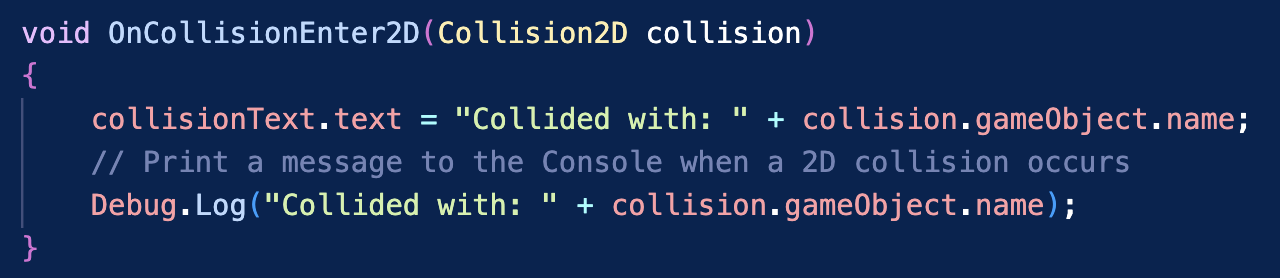 void OnCollisionEnter2D(Collision2D collision)
{
    collisionText.text = "Collided with: " + collision.gameObject.name;
    // Print a message to the Console when a 2D collision occurs
    Debug.Log("Collided with: " + collision.gameObject.name);
}